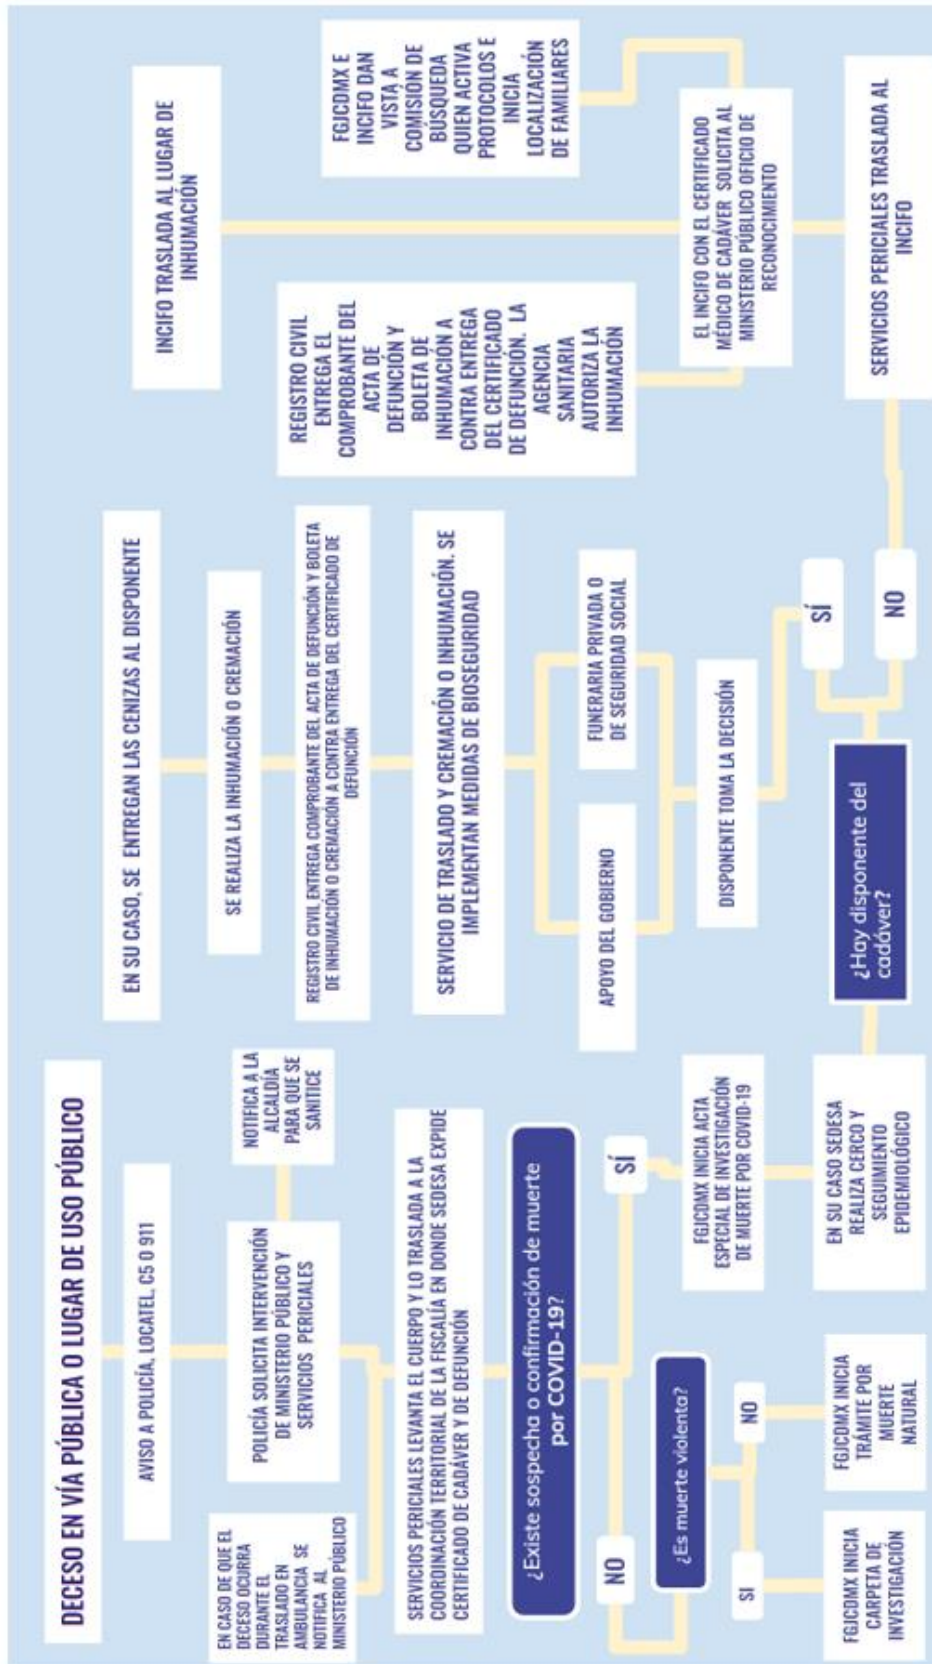 DECESO EN VÍA PÚBLICA O LUGAR DE USO PÚBLICO
AVISO A POLICÍA, LOCATEL, C5 O 911
POLICÍA SOLICITA INTERVENCIÓN
DE MINISTERIO PÚBLICO Y
SERVICIOS PERICIALES
NOTIFICA A LA
ALCALDÍA
PARA QUE SE
SANITICE
EN CASO DE QUE EL
DECESO OCURRA
DURANTE EL
TRASLADO EN
AMBULANCIA SE
NOTIFICA AL
MINISTERIO PÚBLICO
SERVICIOS PERICIALES LEVANTA EL CUERPO Y LO TRASLADA A LA
COORDINACIÓN TERRITORIAL DE LA FISCALÍA EN DONDE SEDESA EXPIDE
CERTIFICADO DE CADÁVER Y DE DEFUNCIÓN
¿Existe sospecha o confirmación de muerte
por COVID-19?
NO
SÍ
¿Es muerte violenta?
SI
NO
FGJCDMX INICIA
CARPETA DE
INVESTIGACIÓN
FGJCDMX INICIA
TRÁMITE POR
MUERTE
NATURAL
FGJCDMX INICIA ACTA
ESPECIAL DE INVESTIGACIÓN
DE MUERTE POR COVID-19
EN SU CASO SEDESA
REALIZA CERCO Y
SEGUIMIENTO
EPIDEMIOLÓGICO
¿Hay disponente del
cadáver?
SÍ
NO
DISPONENTE TOMA LA DECISIÓN
APOYO DEL GOBIERNO
FUNERARIA PRIVADA O
DE SEGURIDAD SOCIAL
SERVICIO DE TRASLADO Y CREMACIÓN O INHUMACIÓN. SE
IMPLEMENTAN MEDIDAS DE BIOSEGURIDAD
REGISTRO CIVIL ENTREGA COMPROBANTE DEL ACTA DE DEFUNCIÓN Y BOLETA
DE INHUMACIÓN O CREMACIÓN A CONTRA ENTREGA DEL CERTIFICADO DE
DEFUNCIÓN
SE REALIZA LA INHUMACIÓN O CREMACIÓN
EN SU CASO, SE ENTREGAN LAS CENIZAS AL DISPONENTE
SERVICIOS PERICIALES TRASLADA AL
INCIFO
EL INCIFO CON EL CERTIFICADO
MÉDICO DE CADÁVER SOLICITA AL
MINISTERIO PÚBLICO OFICIO DE
RECONOCIMIENTO
REGISTRO CIVIL
ENTREGA EL
COMPROBANTE DEL
ACTA DE
DEFUNCIÓN Y
BOLETA DE
INHUMACIÓN A
CONTRA ENTREGA
DEL CERTIFICADO
DE DEFUNCIÓN. LA
AGENCIA
SANITARIA
AUTORIZA LA
INHUMACIÓN
FGJCDMX E
INCIFO DAN
VISTA A
COMISIÓN DE
BÚSQUEDA
QUIEN ACTIVA
PROTOCOLOS E
INICIA
LOCALIZACIÓN
DE FAMILIARES
INCIFO TRASLADA AL LUGAR DE
INHUMACIÓN